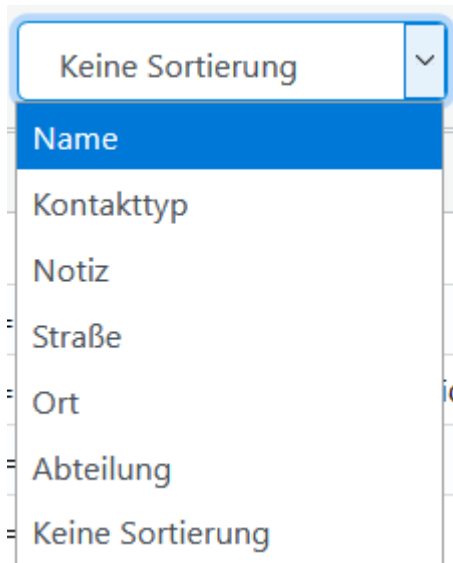 Keine Sortierung
Name
Kontakttyp
Notiz
Straße
Ort
Abteilung
Keine Sortierung